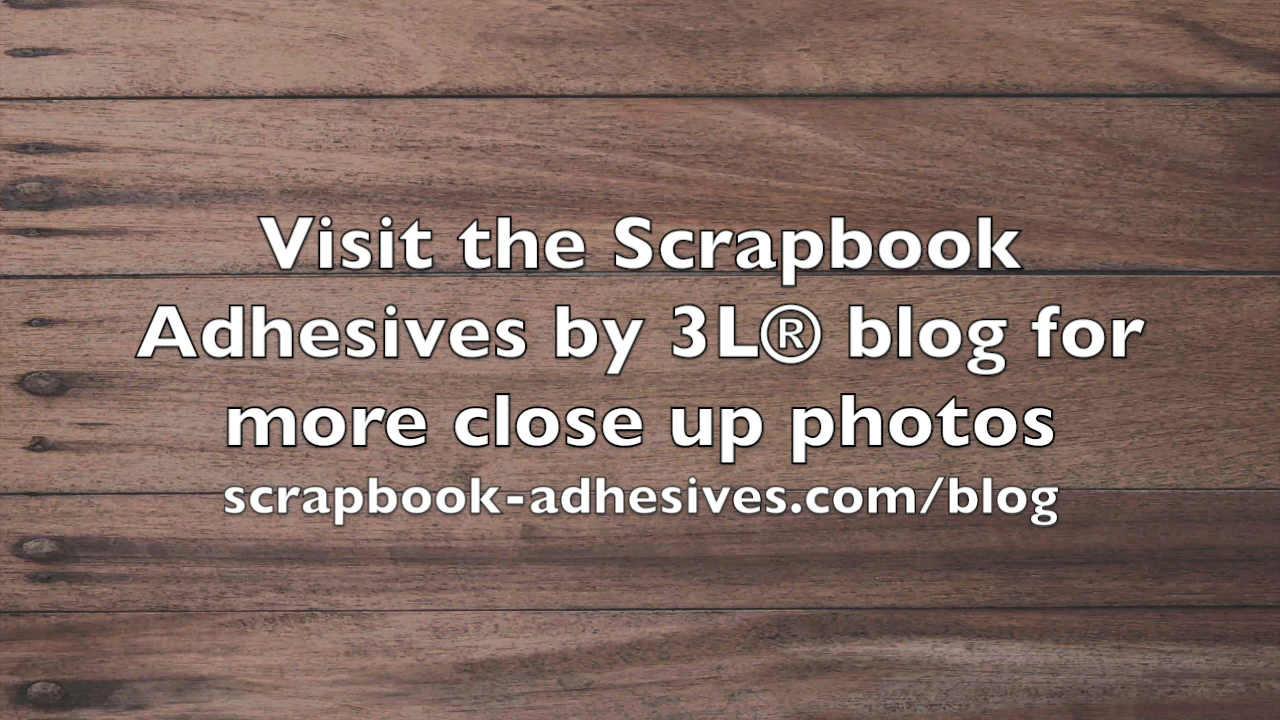 Visit the Scrapbook
Adhesives by 3L® blog for
more close up photos
scrapbook-adhesives.com/blog